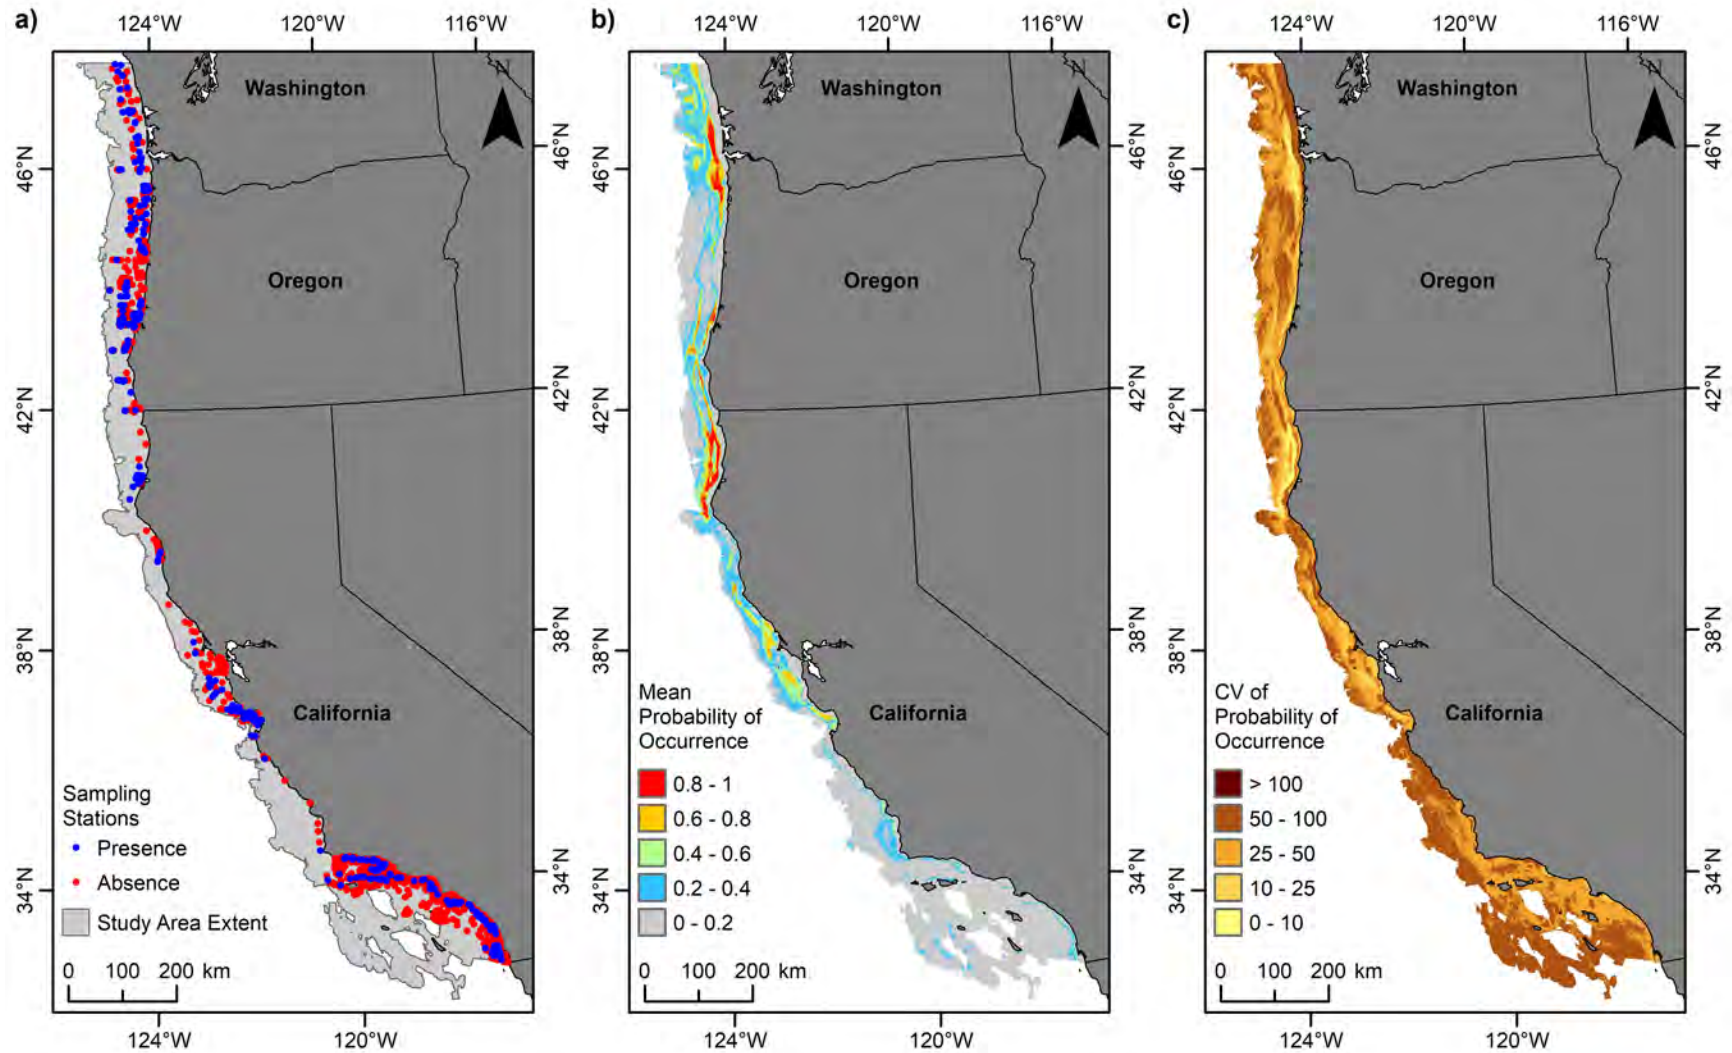 a)
124°W 120°W 116°W
Washington
46°N
46°N
Oregon
42°N
42°N
38°N
38°N
California
Sampling
Stations
Presence
Absence
Study Area Extent
34°N
34°N
0 100 200 km
124°W 120°W
b)
124°W 120°W 116°W
Washington
46°N
46°N
Oregon
42°N
42°N
38°N
38°N
Mean
Probability of
Occurrence
California
0.8 - 1
0.6 - 0.8
0.4 - 0.6
0.2 - 0.4
0 - 0.2
34°N
34°N
0 100 200 km
124°W 120°W
c)
124°W 120°W 116°W
Washington
46°N
46°N
Oregon
42°N
42°N
38°N
38°N
CV of
Probability of
Occurrence
California
> 100
50 - 100
25 - 50
10 - 25
0 - 10
34°N
34°N
0 100 200 km
124°W 120°W